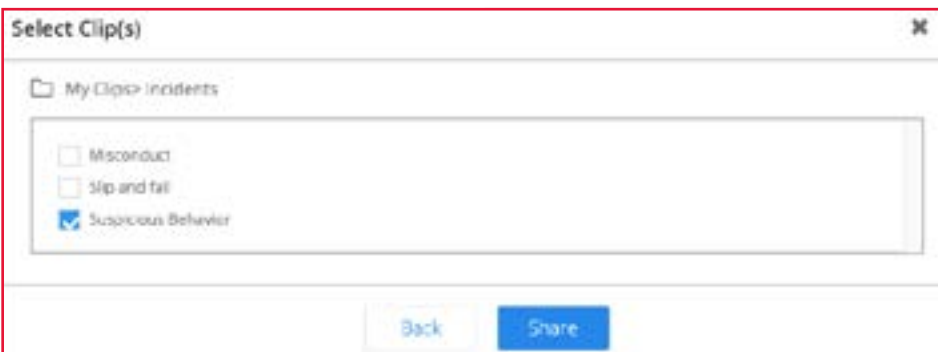 Select Clip(s) ✖
My Clips> Incidents
Misconduct
Slip and fall
Suspicious Behavior
Back Share